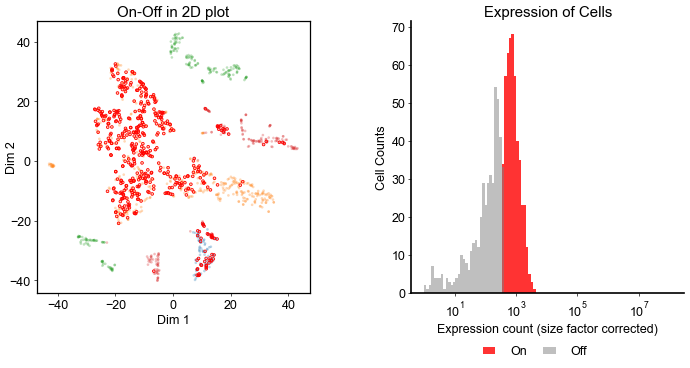 On-Off in 2D plot
40
20
0
−20
−40
Dim 2
−40 −20 0 20 40
Dim 1
Expression of Cells
70
60
50
40
30
20
10
0
Cell Counts
10^1 10^3 10^5 10^7
Expression count (size factor corrected)
On Off